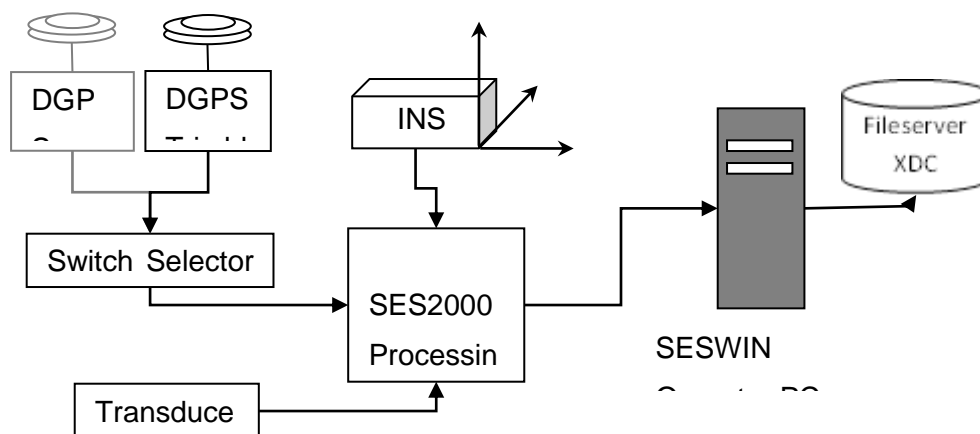 DGP
DGPS
INS
Fileserver
XDC
Switch Selector
SES2000
Processin
SESWIN
Transduce